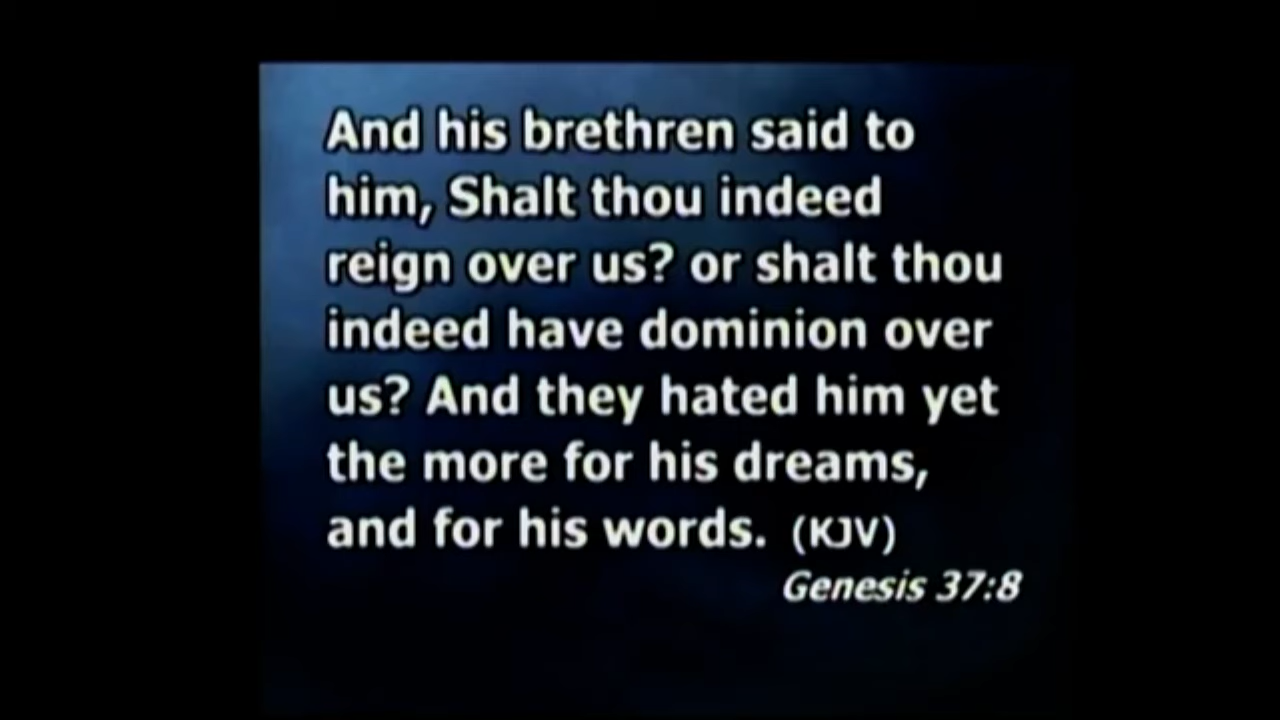 And his brethren said to
him, Shalt thou indeed
reign over us? or shalt thou
indeed have dominion over
us? And they hated him yet
the more for his dreams,
and for his words. (KJV)
Genesis 37:8